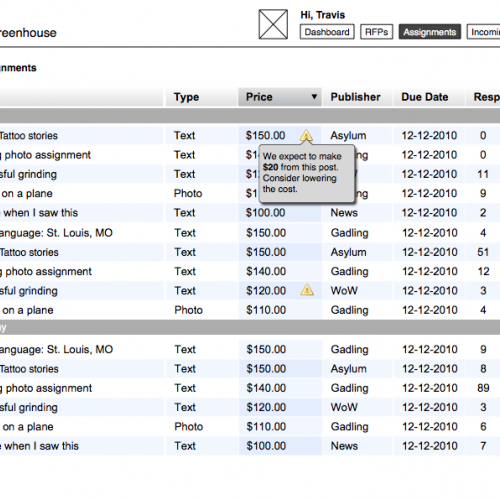 Hi, Travis
reenhouse
Dashboard RFPs Assignments Incomin
gnments
Type Price Publisher Due Date Resp
Tattoo stories Text $150.00 Asylum 12-12-2010 0
g photo assignment Text $1 ng 12-12-2010 0
sful grinding Text $1 12-12-2010 11
on a plane Photo $1 ng 12-12-2010 9
We expect to make
$20 from this post.
Consider lowering
the cost.
e when I saw this Text $100.00 News 12-12-2010 2
anguage: St. Louis, MO Text $150.00 Gadling 12-12-2010 4
Tattoo stories Text $150.00 Asylum 12-12-2010 51
g photo assignment Text $140.00 Gadling 12-12-2010 12
sful grinding Text $120.00 WoW 12-12-2010 3
on a plane Photo $110.00 Gadling 12-12-2010 4
ay
anguage: St. Louis, MO Text $150.00 Gadling 12-12-2010 9
Tattoo stories Text $150.00 Asylum 12-12-2010 8
g photo assignment Text $140.00 Gadling 12-12-2010 89
sful grinding Text $120.00 WoW 12-12-2010 3
on a plane Photo $110.00 Gadling 12-12-2010 6
e when I saw this Text $100.00 News 12-12-2010 7